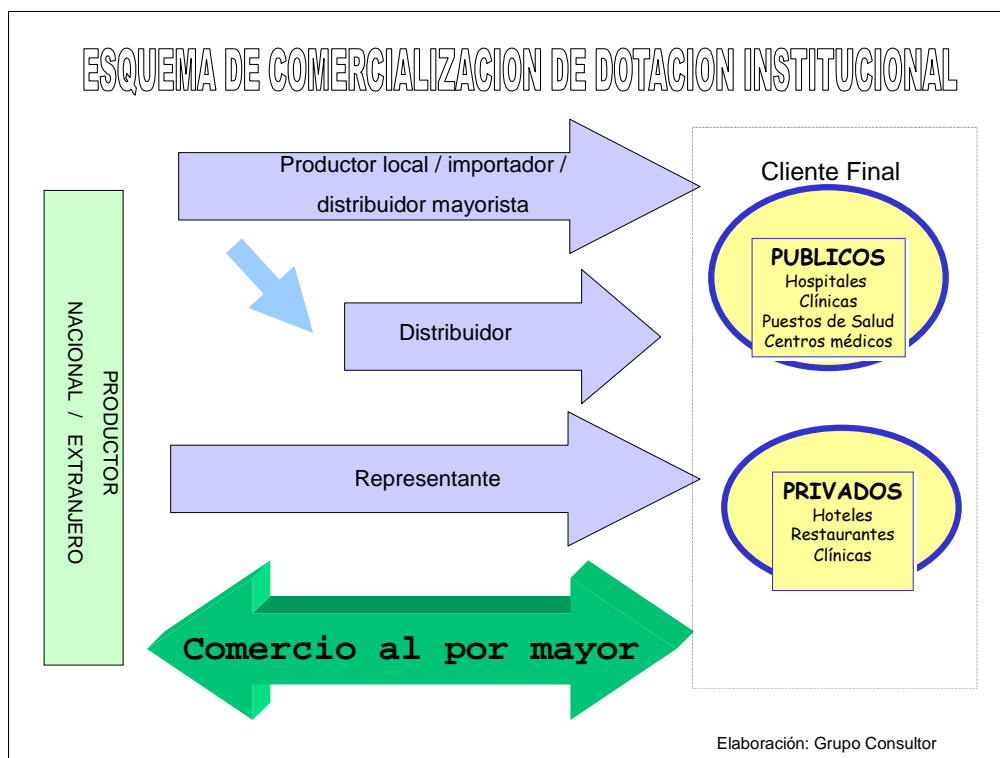 ESQUEMA DE COMERCIALIZACION DE DOTACION INSTITUCIONAL
PRODUCTOR
NACIONAL / EXTRANJERO
Productor local / importador /
distribuidor mayorista
Distribuidor
Representante
Comercio al por mayor
Cliente Final
PUBLICOS
Hospitales
Clínicas
Puestos de Salud
Centros médicos
PRIVADOS
Hoteles
Restaurantes
Clínicas
Elaboración: Grupo Consultor